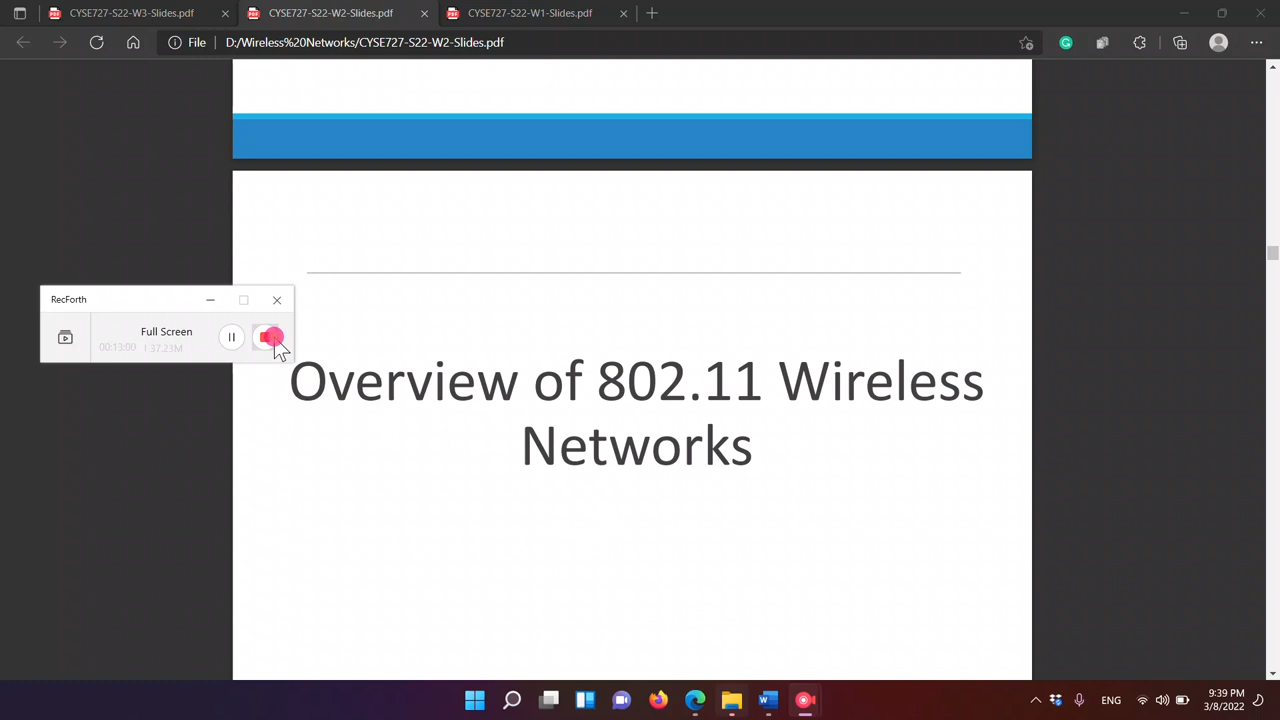 CYSE727-S22-W3-Slides.pdf
CYSE727-S22-W2-Slides.pdf
CYSE727-S22-W1-Slides.pdf
File
D:/Wireless%20Networks/CYSE727-S22-W2-Slides.pdf
RecForth
Full Screen
00:13:00 37.23M
Overview of 802.11 Wireless
Networks
ENG
9:39 PM
3/8/2022